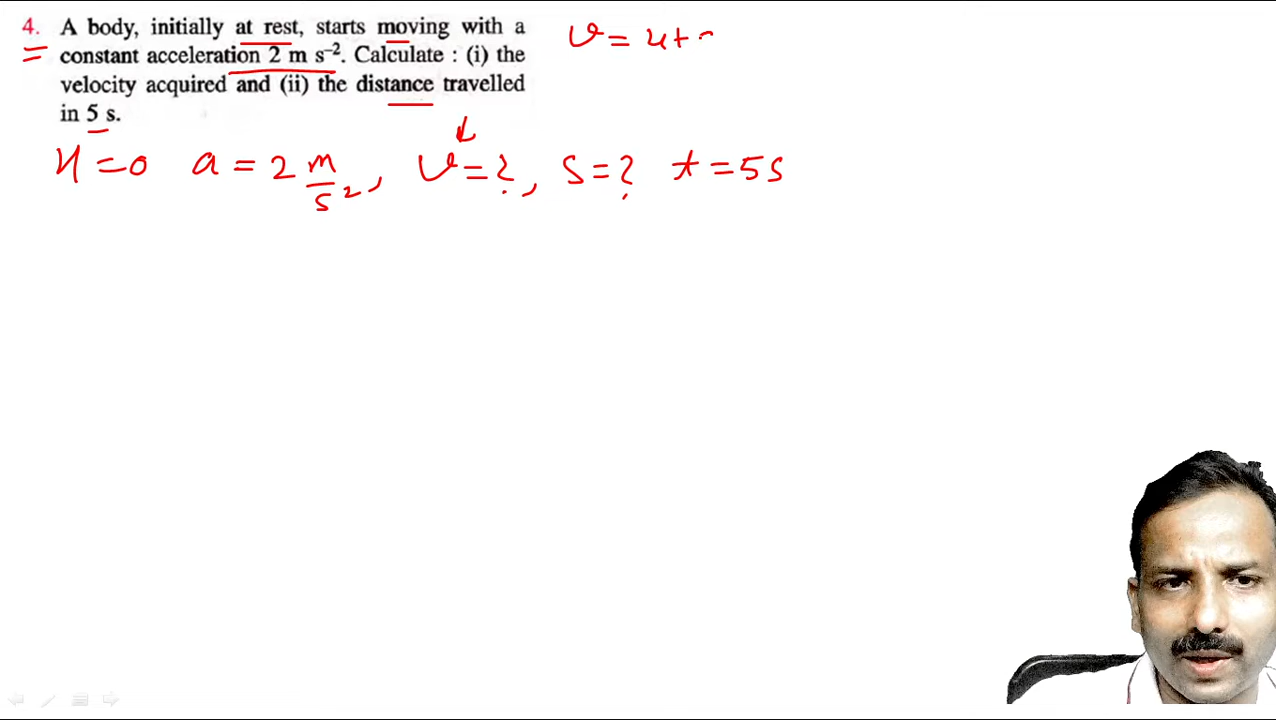 4. A body, initially at rest, starts moving with a
constant acceleration 2 m s⁻². Calculate : (i) the
velocity acquired and (ii) the distance travelled
in 5 s.
v = u +
u = 0 a = 2 m/s², v = ?, s = ? t = 5s